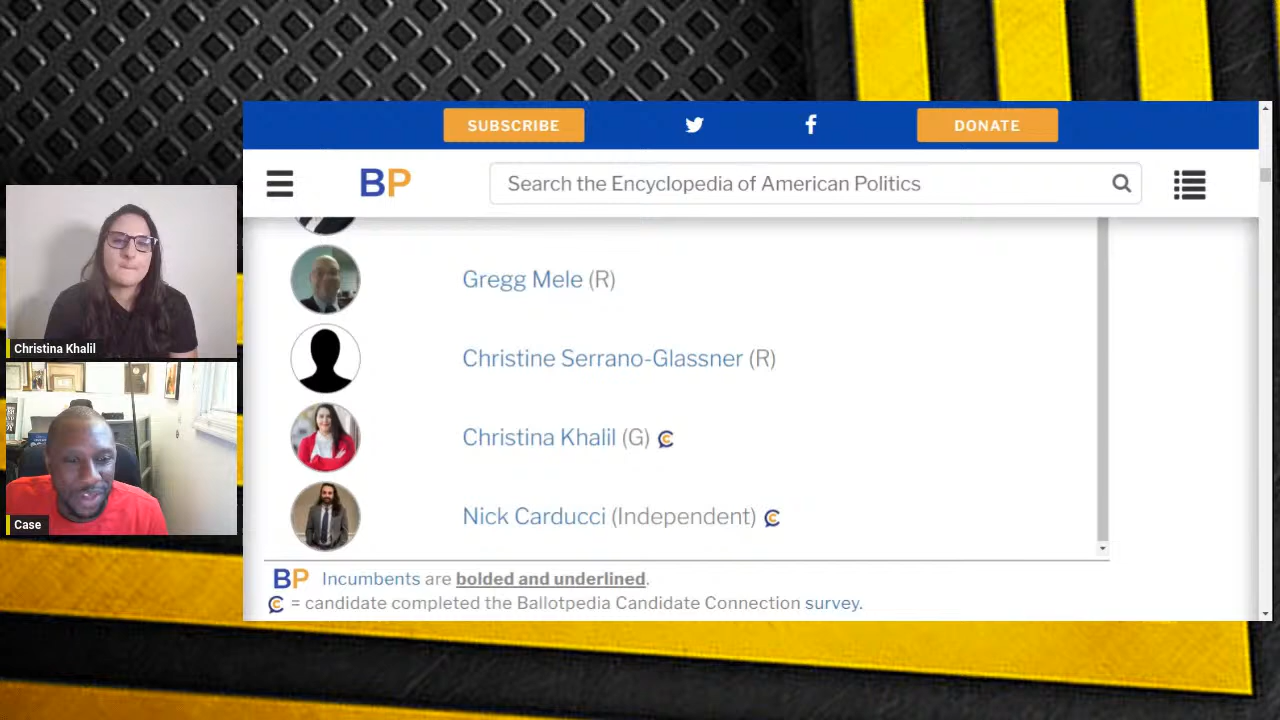 SUBSCRIBE
DONATE
BP
Search the Encyclopedia of American Politics
Gregg Mele (R)
Christine Serrano-Glassner (R)
Christina Khalil (G)
Nick Carducci (Independent)
BP Incumbents are bolded and underlined.
= candidate completed the Ballotpedia Candidate Connection survey.
Christina Khalil
Case